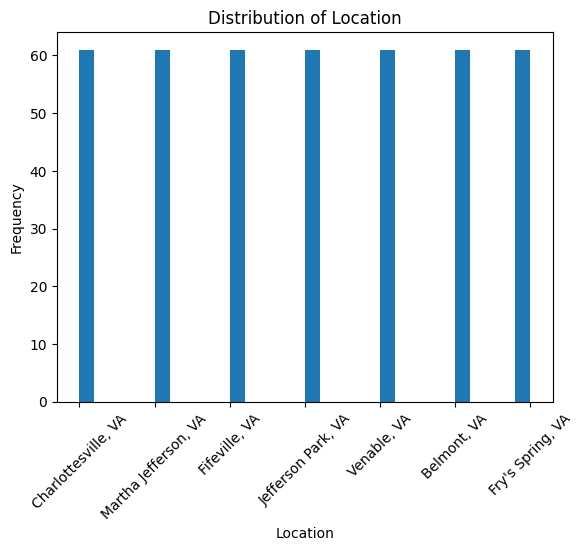 Distribution of Location
Frequency
60
50
40
30
20
10
0
Charlottesville, VA
Martha Jefferson, VA
Fifeville, VA
Jefferson Park, VA
Venable, VA
Belmont, VA
Fry's Spring, VA
Location